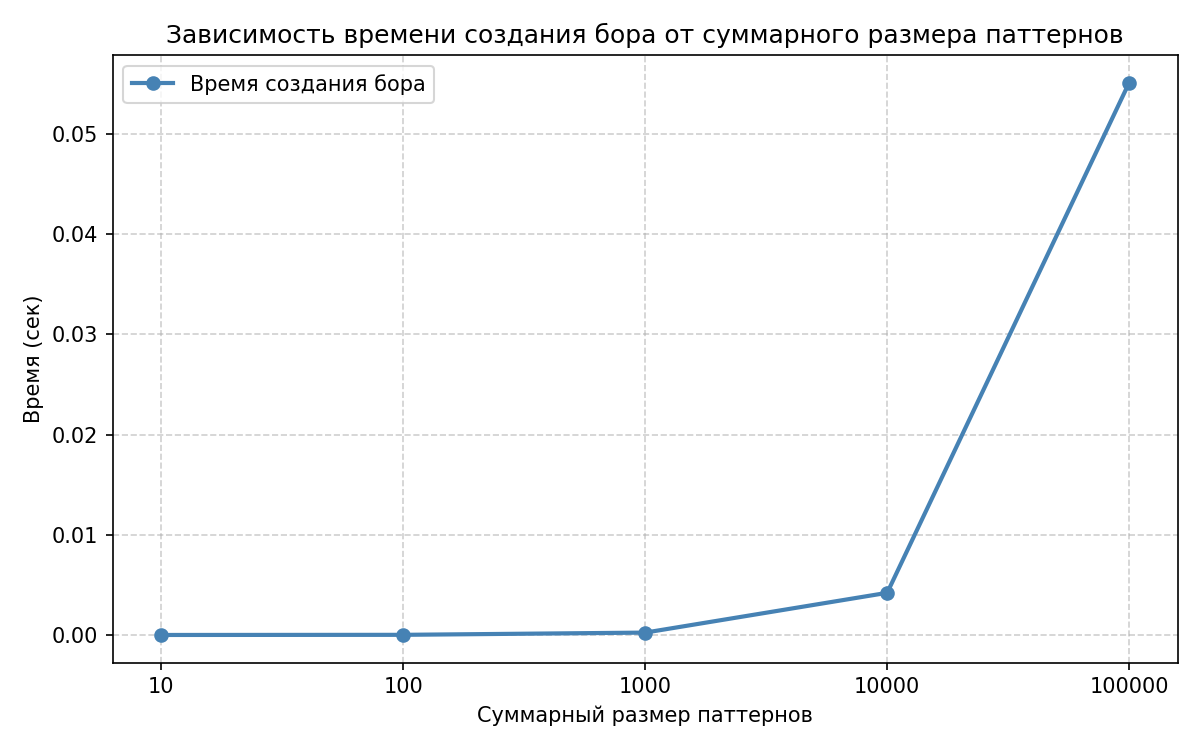 Зависимость времени создания бора от суммарного размера паттернов
Время создания бора
Время (сек)
0.05
0.04
0.03
0.02
0.01
0.00
10 100 1000 10000 100000
Суммарный размер паттернов